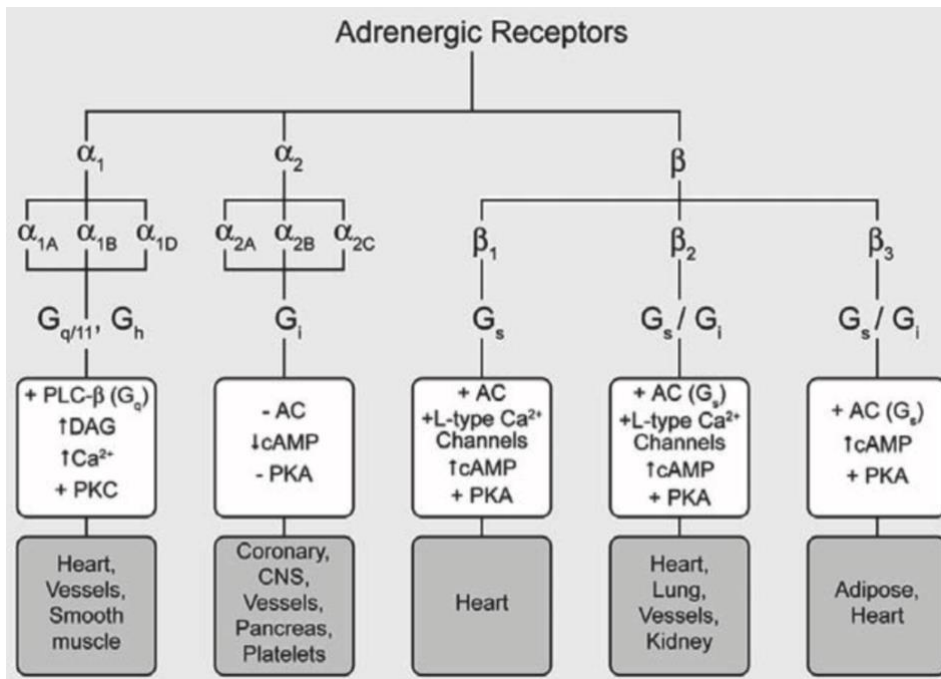 Adrenergic Receptors
α₁ α₂ β
α₁A α₁B α₁D α₂A α₂B α₂C
β₁ β₂ β₃
Gq/11, Gh Gi Gs Gs / Gi Gs / Gi
+ PLC-β (Gq)
↑DAG
↑Ca²⁺
+ PKC
- AC
↓cAMP
- PKA
+ AC
+L-type Ca²⁺
Channels
↑cAMP
+ PKA
+ AC (Gs)
+L-type Ca²⁺
Channels
↑cAMP
+ PKA
+ AC (Gs)
↑cAMP
+ PKA
Heart,
Vessels,
Smooth
muscle
Coronary,
CNS,
Vessels,
Pancreas,
Platelets
Heart
Heart,
Lung,
Vessels,
Kidney
Adipose,
Heart